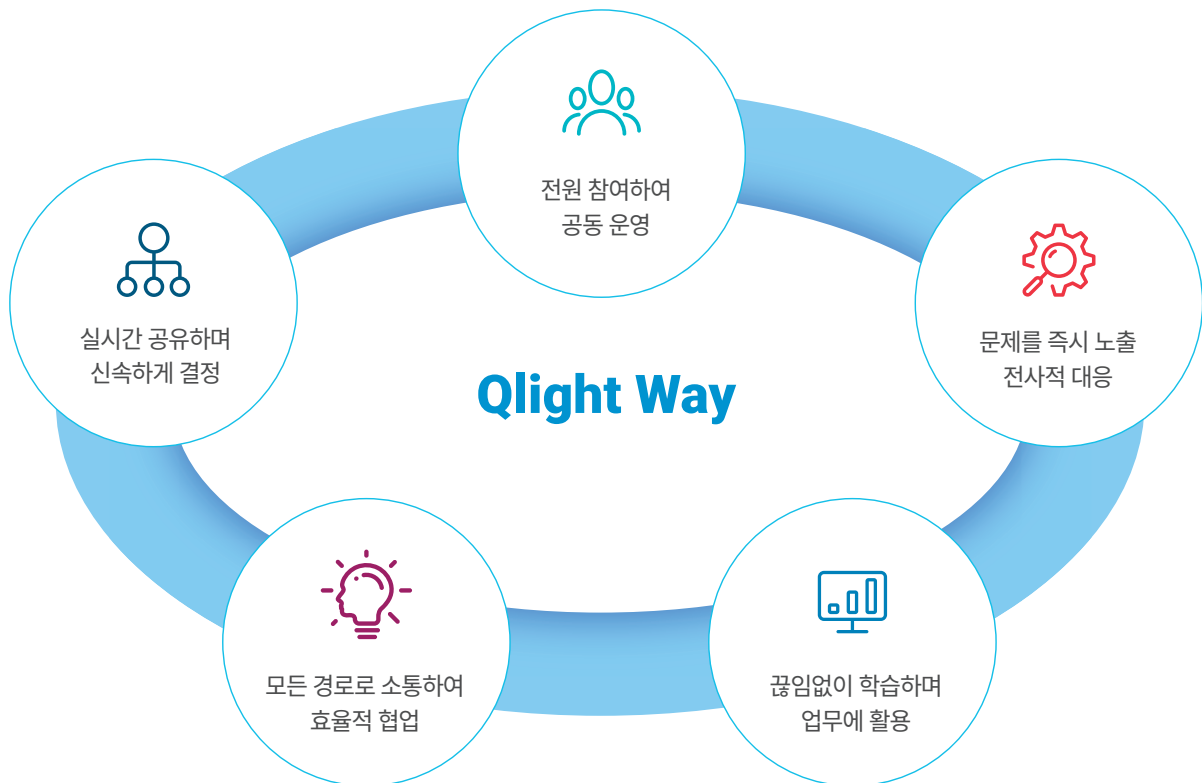 전원 참여하여
공동 운영
실시간 공유하며
신속하게 결정
문제를 즉시 노출
전사적 대응
Qlight Way
모든 경로로 소통하여
효율적 협업
끊임없이 학습하며
업무에 활용